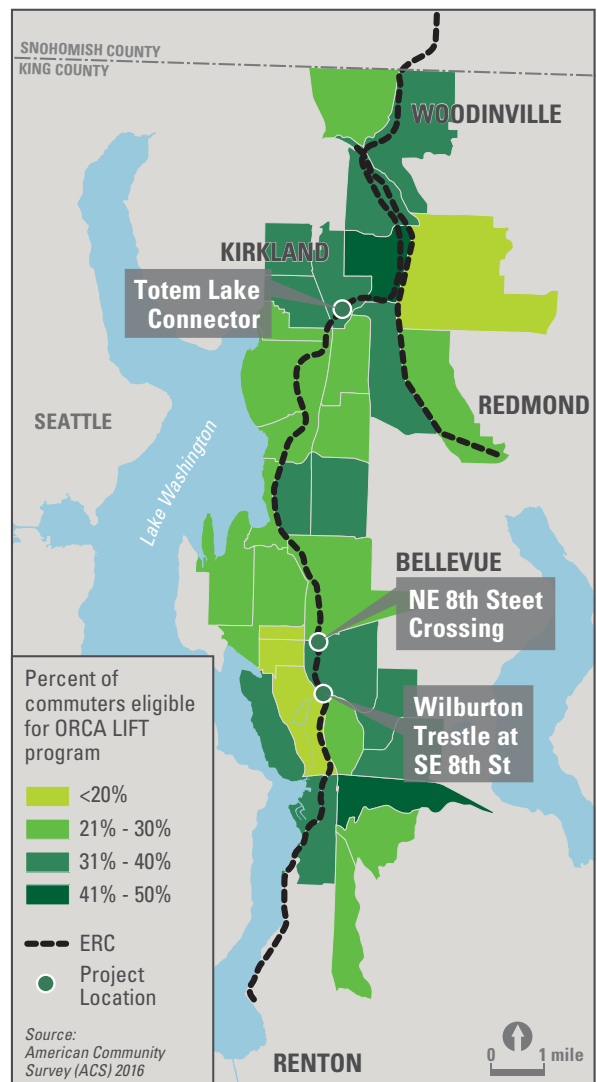 SNOHOMISH COUNTY
KING COUNTY
WOODINVILLE
KIRKLAND
Totem Lake
Connector
REDMOND
SEATTLE
Lake Washington
BELLEVUE
NE 8th Steet
Crossing
Wilburton
Trestle at
SE 8th St
Percent of
commuters eligible
for ORCA LIFT
program
<20%
21% - 30%
31% - 40%
41% - 50%
ERC
Project
Location
Source:
American Community
Survey (ACS) 2016
RENTON
0 1 mile